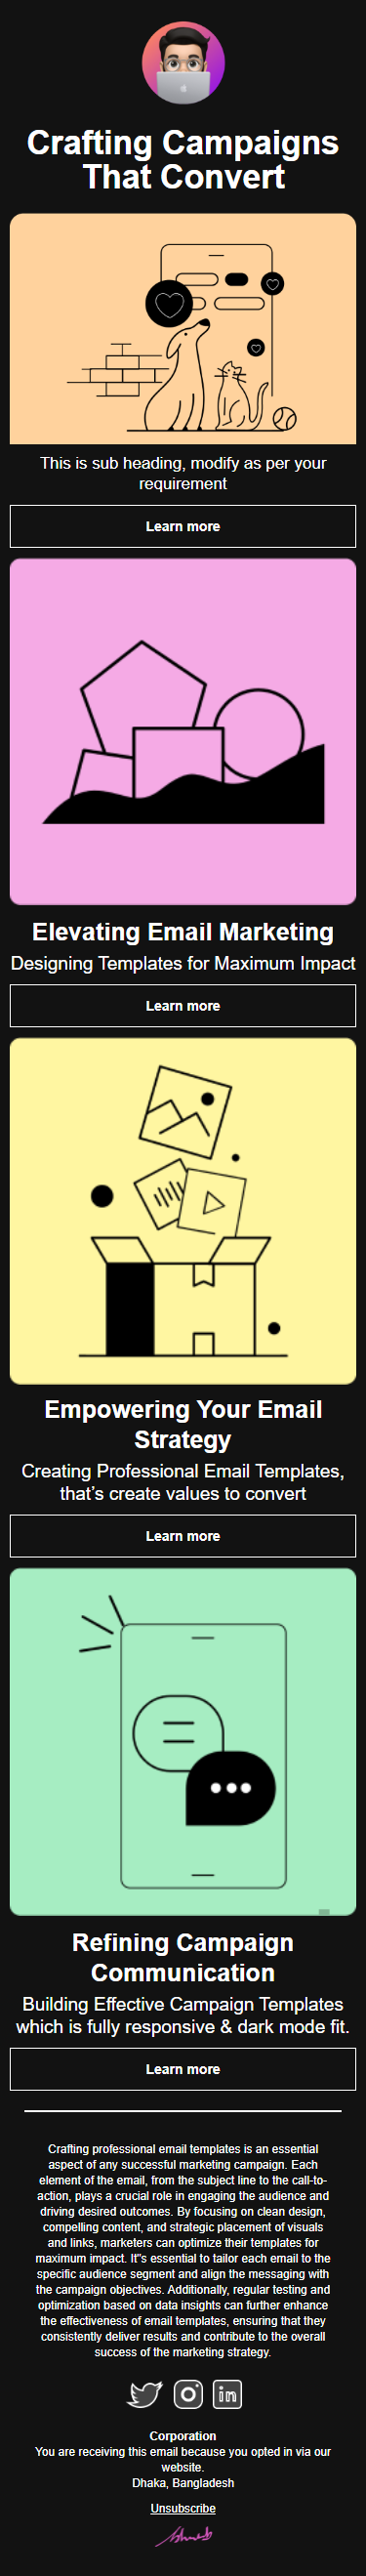 Crafting Campaigns
That Convert
This is sub heading, modify as per your
requirement
Learn more
Elevating Email Marketing
Designing Templates for Maximum Impact
Learn more
Empowering Your Email
Strategy
Creating Professional Email Templates,
that’s create values to convert
Learn more
Refining Campaign
Communication
Building Effective Campaign Templates
which is fully responsive & dark mode fit.
Learn more
Crafting professional email templates is an essential
aspect of any successful marketing campaign. Each
element of the email, from the subject line to the call-to-
action, plays a crucial role in engaging the audience and
driving desired outcomes. By focusing on clean design,
compelling content, and strategic placement of visuals
and links, marketers can optimize their templates for
maximum impact. It"s essential to tailor each email to the
specific audience segment and align the messaging with
the campaign objectives. Additionally, regular testing and
optimization based on data insights can further enhance
the effectiveness of email templates, ensuring that they
consistently deliver results and contribute to the overall
success of the marketing strategy.
in
Corporation
You are receiving this email because you opted in via our
website.
Dhaka, Bangladesh
Unsubscribe